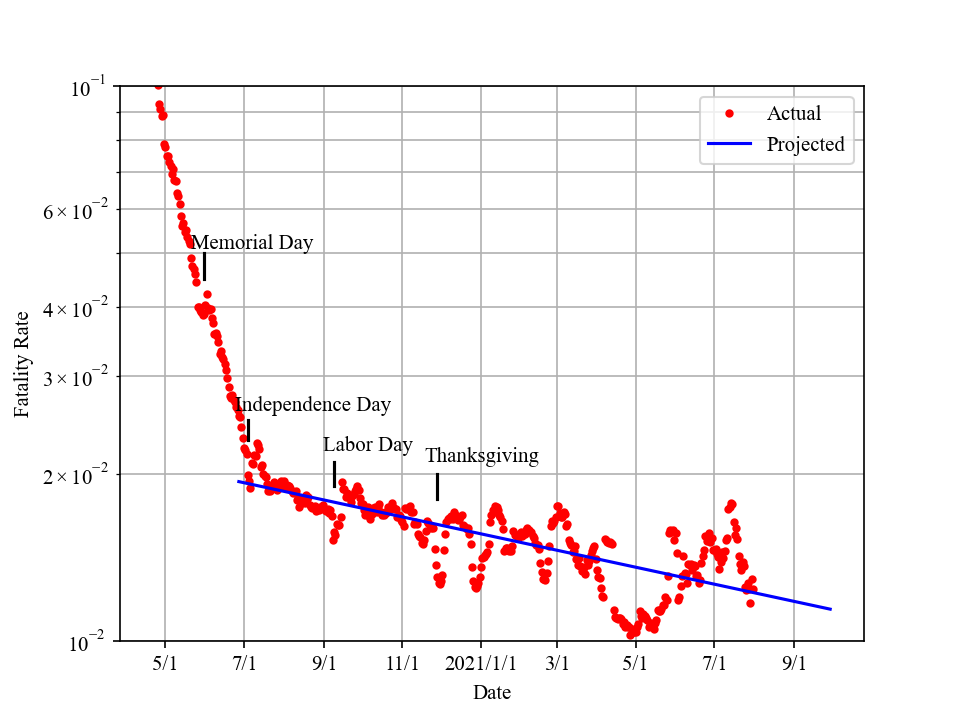 10⁻¹
6 × 10⁻²
4 × 10⁻²
3 × 10⁻²
2 × 10⁻²
10⁻²
Fatality Rate
Actual
Projected
Memorial Day
Independence Day
Labor Day
Thanksgiving
5/1 7/1 9/1 11/1 2021/1/1 3/1 5/1 7/1 9/1
Date